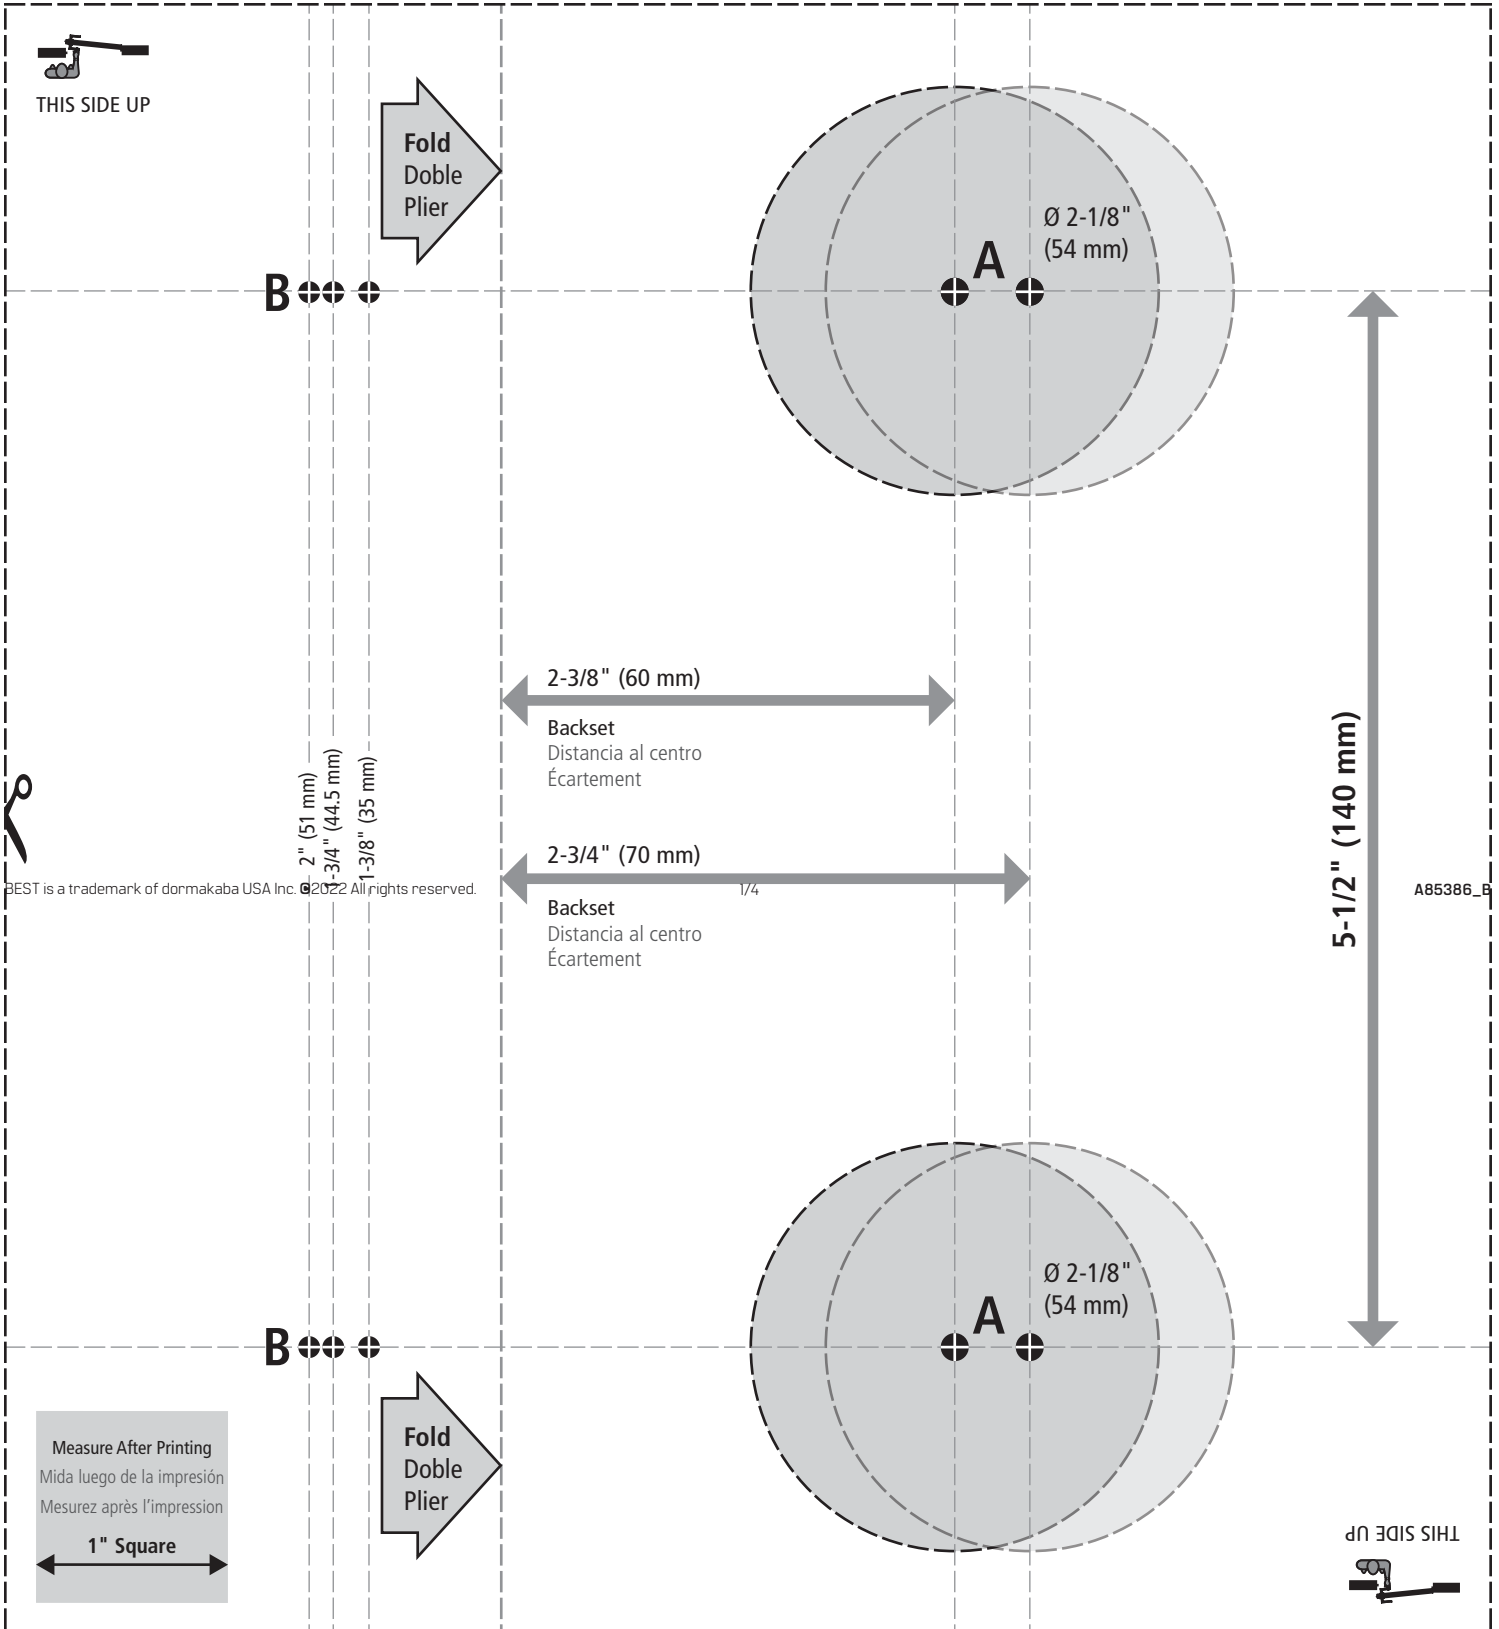 THIS SIDE UP
Fold
Doble
Plier
Ø 2-1/8"
(54 mm)
A
B
2-3/8" (60 mm)
Backset
Distancia al centro
Écartement
2" (51 mm)
1-3/4" (44.5 mm)
1-3/8" (35 mm)
5-1/2" (140 mm)
2-3/4" (70 mm)
BEST is a trademark of dormakaba USA Inc. ©2022 All rights reserved.
1/4
A85386_B
Backset
Distancia al centro
Écartement
Ø 2-1/8"
(54 mm)
A
B
Fold
Doble
Plier
Measure After Printing
Mida luego de la impresión
Mesurez après l'impression
1" Square
THIS SIDE UP